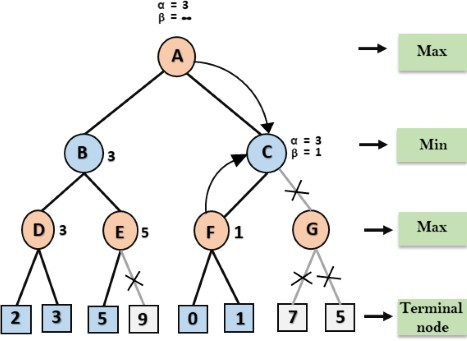 α = 3
β = ∞
A
Max
B
3
C
α = 3
β = 1
Min
D
3
E
5
F
1
G
Max
2
3
5
9
0
1
7
5
Terminal
node